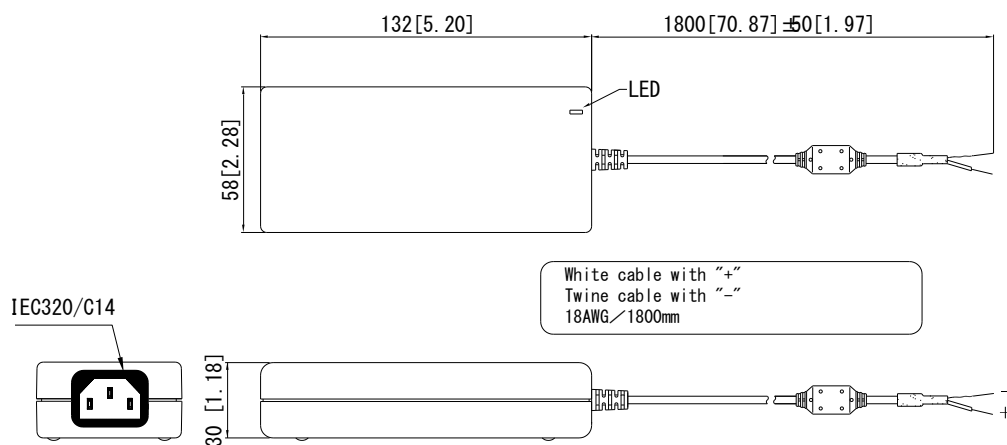 132[5.20]
1800[70.87]±50[1.97]
LED
58[2.28]
White cable with "+"
Twine cable with "-"
18AWG/1800mm
IEC320/C14
30 [1.18]
-
+